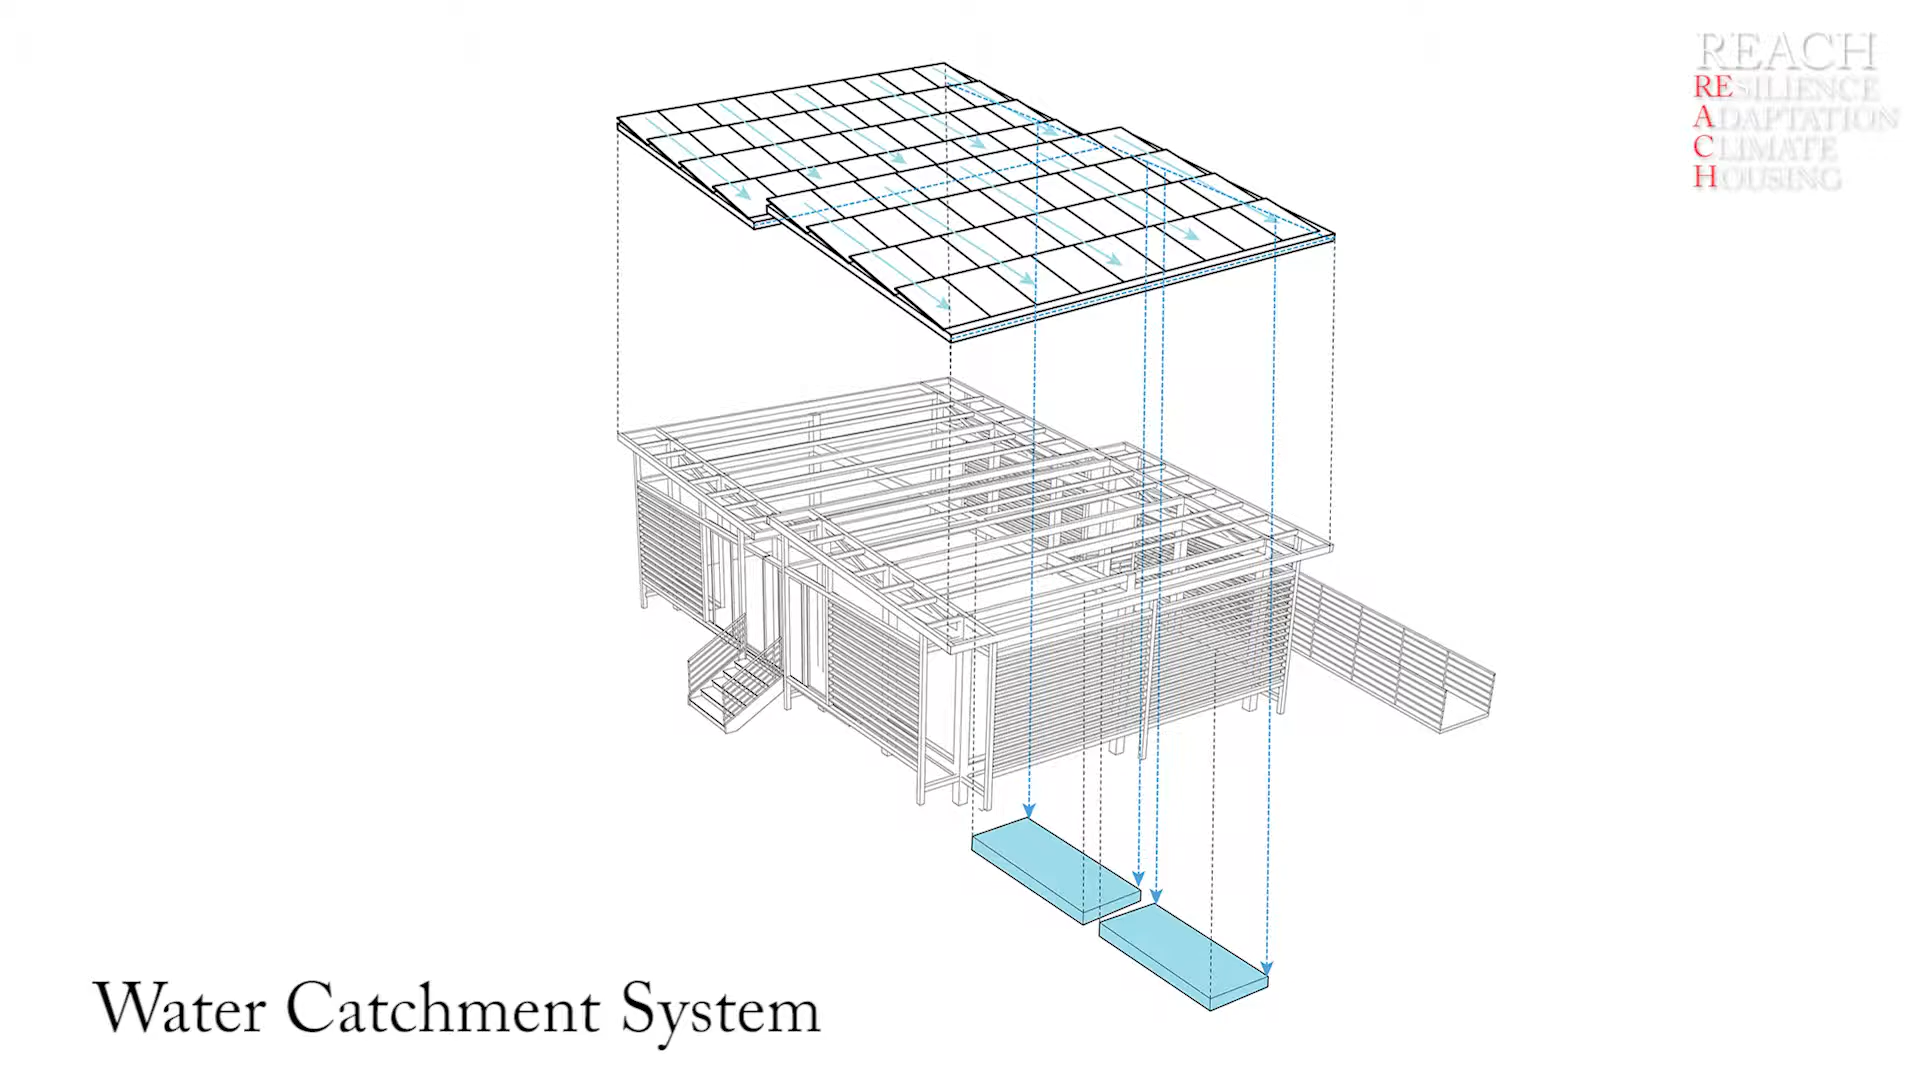 REACH
RESILIENCE
ADAPTATION
CLIMATE
HOUSING
Water Catchment System